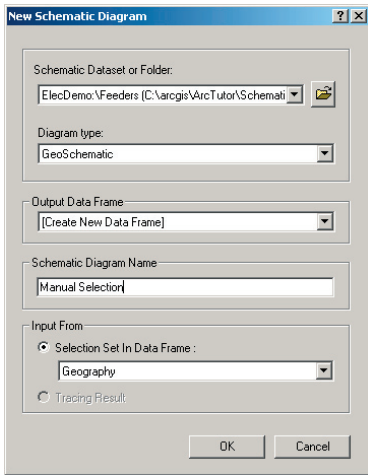 New Schematic Diagram
Schematic Dataset or Folder:
ElecDemo:\Feeders (C:\arcgis\ArcTutor\Schemati
Diagram type:
GeoSchematic
Output Data Frame
[Create New Data Frame]
Schematic Diagram Name
Manual Selection
Input From
Selection Set In Data Frame :
Geography
Tracing Result
OK Cancel